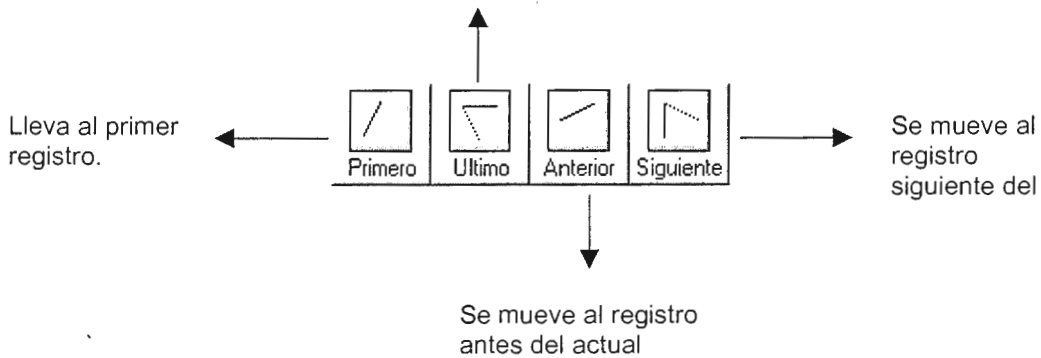 Lleva al primer
registro.
Primero Ultimo Anterior Siguiente
Se mueve al
registro
siguiente del
Se mueve al registro
antes del actual